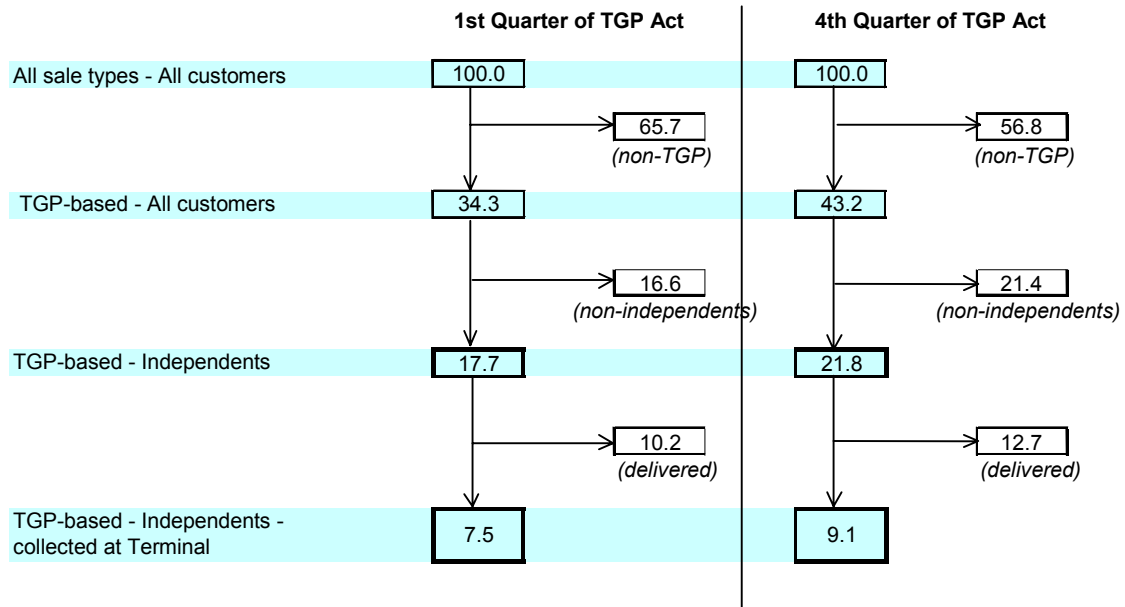 1st Quarter of TGP Act
4th Quarter of TGP Act
All sale types - All customers
100.0
100.0
65.7
(non-TGP)
56.8
(non-TGP)
TGP-based - All customers
34.3
43.2
16.6
(non-independents)
21.4
(non-independents)
TGP-based - Independents
17.7
21.8
10.2
(delivered)
12.7
(delivered)
TGP-based - Independents -
collected at Terminal
7.5
9.1